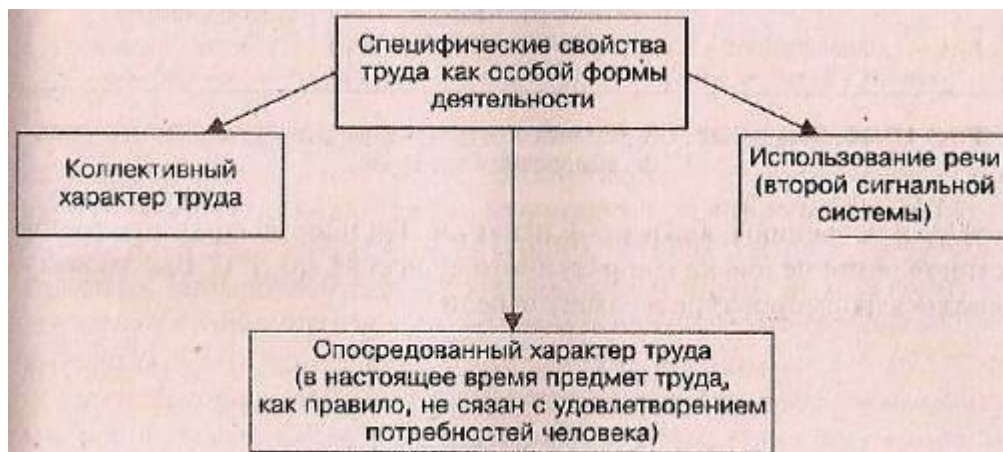 Специфические свойства
труда как особой формы
деятельности
Коллективный
характер труда
Использование речи
(второй сигнальной
системы)
Опосредованный характер труда
(в настоящее время предмет труда,
как правило, не сязан с удовлетворением
потребностей человека)